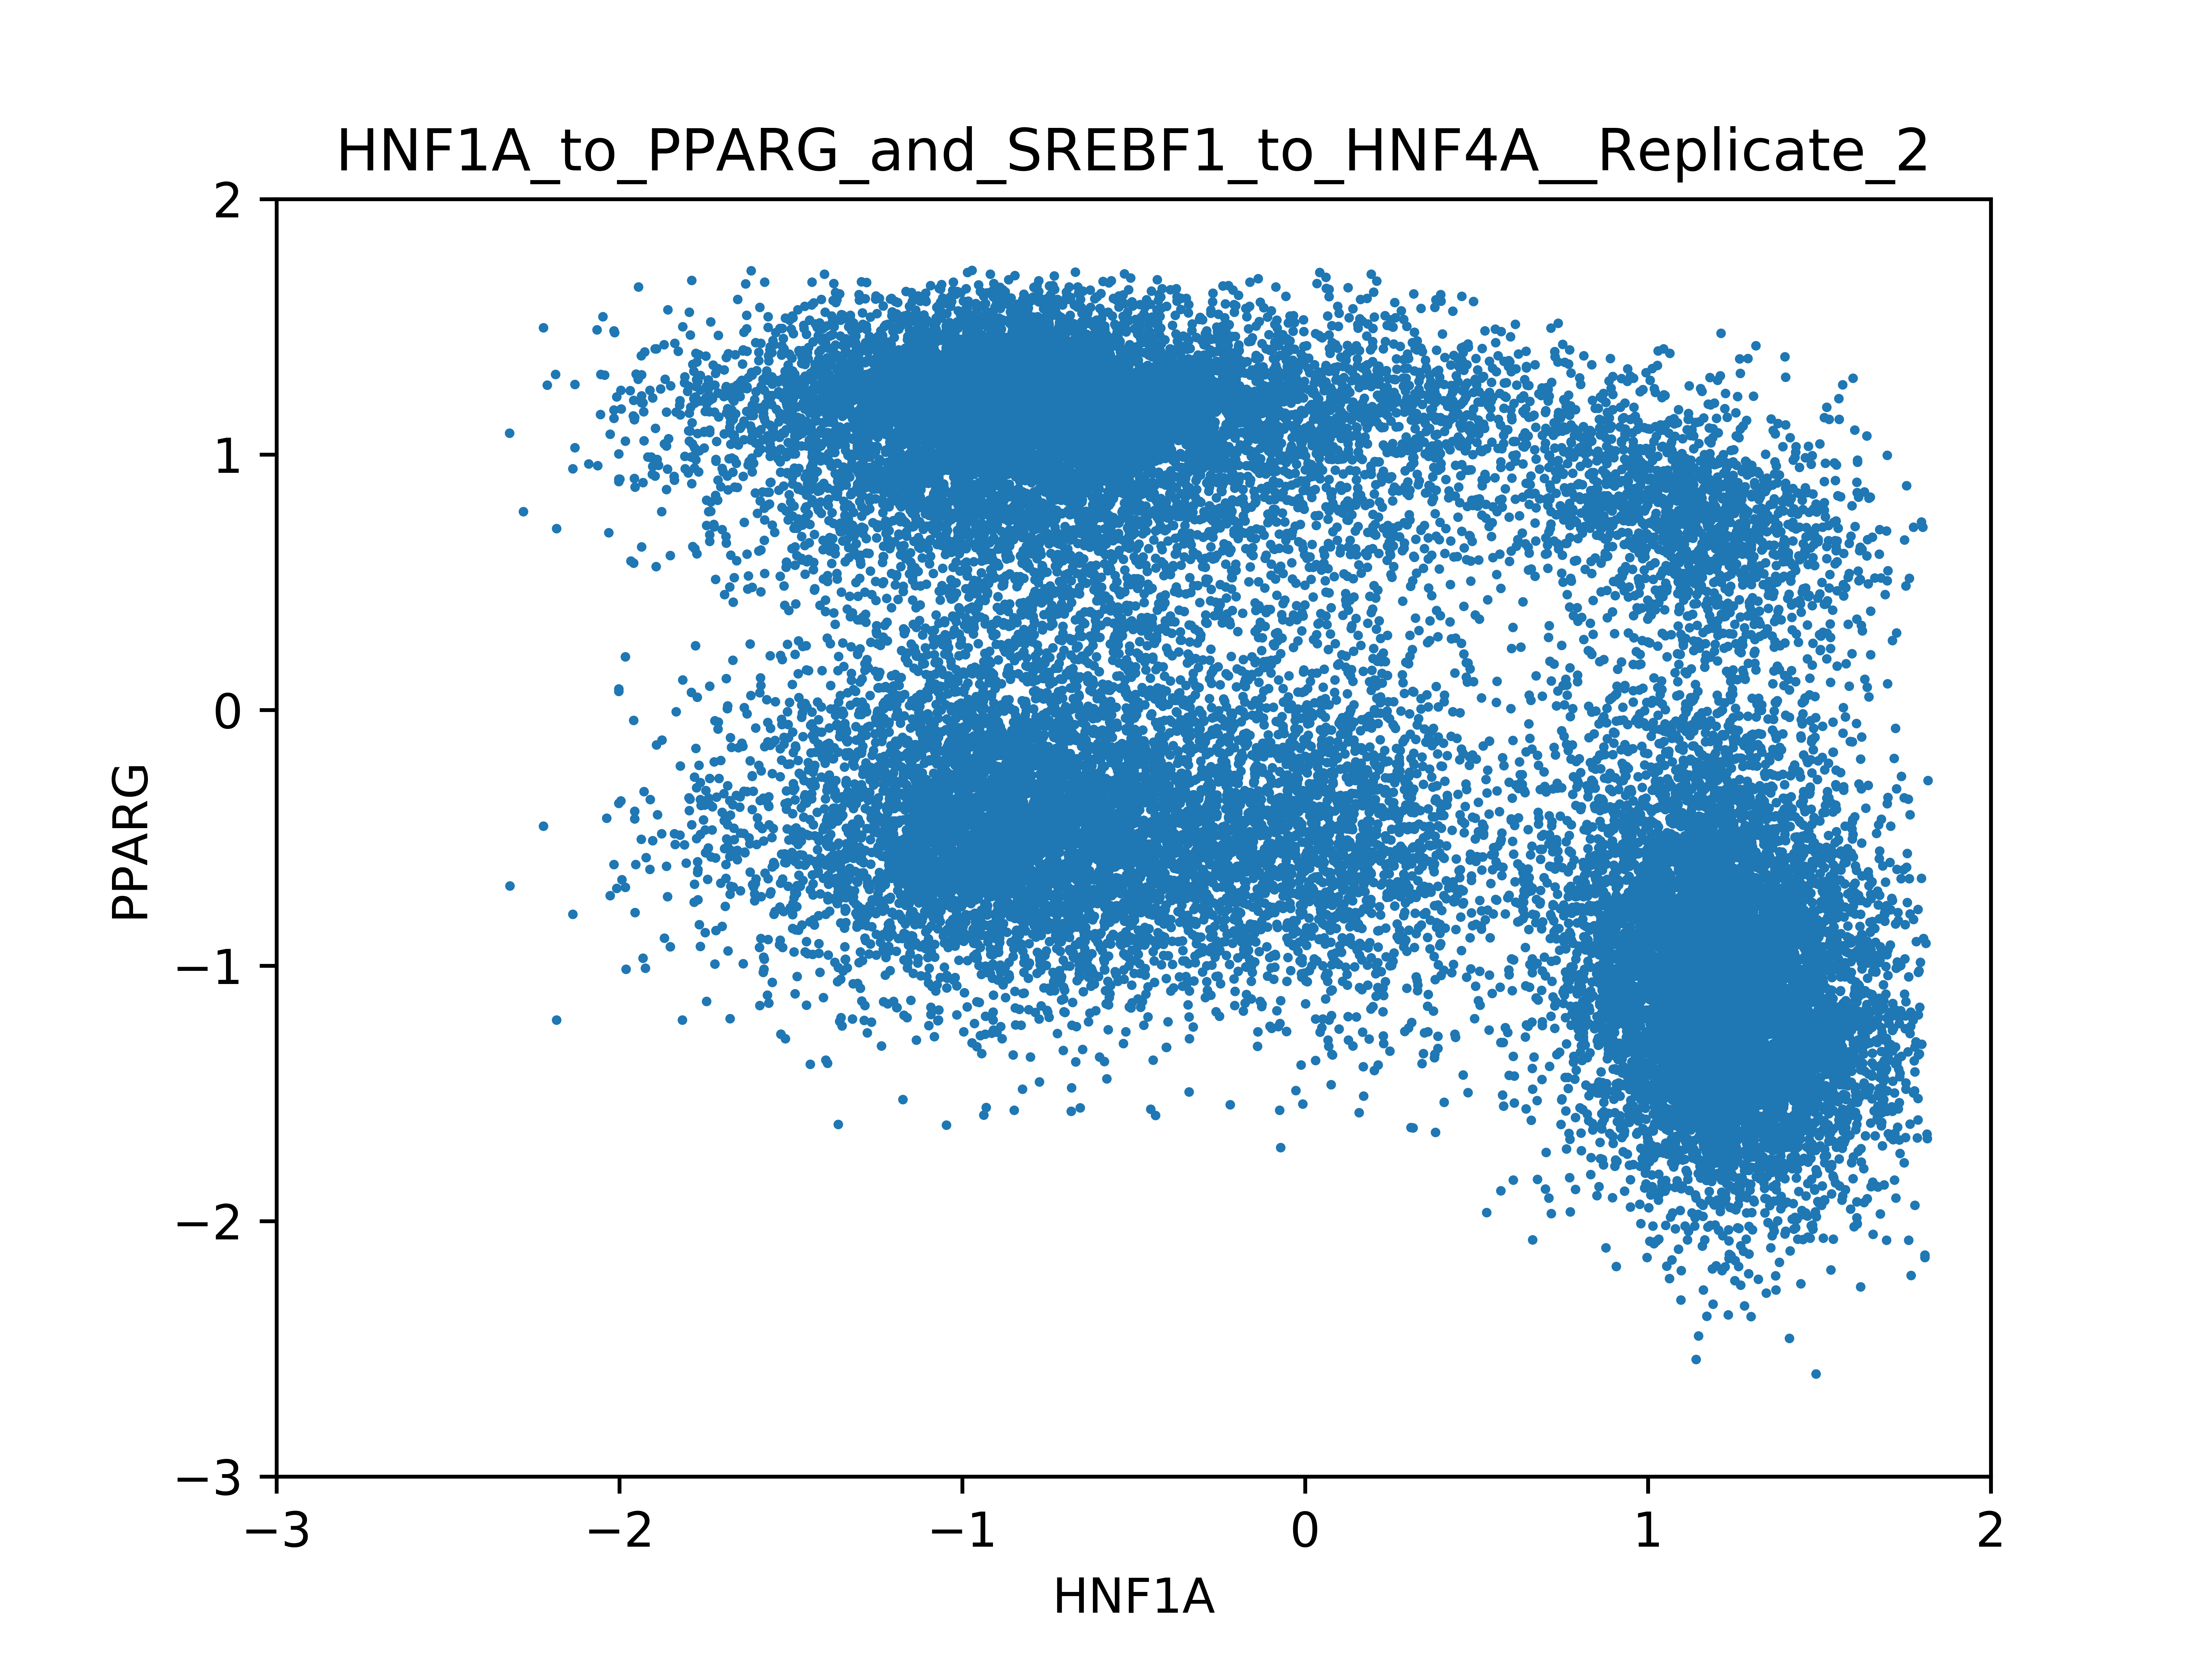 HNF1A_to_PPARG_and_SREBF1_to_HNF4A__Replicate_2
2
1
0
−1
−2
−3
PPARG
−3 −2 −1 0 1 2
HNF1A